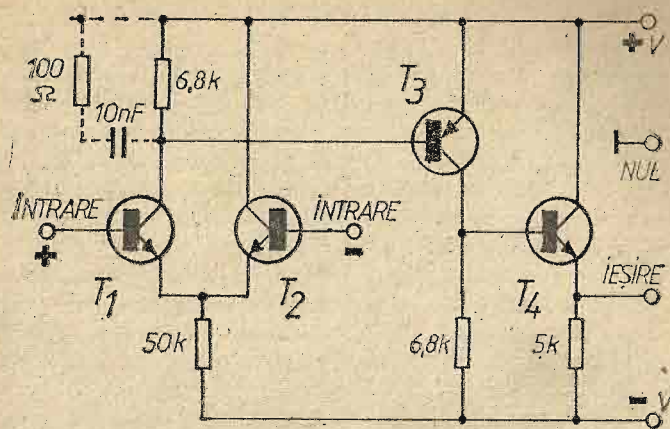 + V
100 Ω
6,8k
T3
10nF
NUL
INTRARE
+
INTRARE
-
IEȘIRE
T1
T2
T4
50k
6,8k
5k
- V